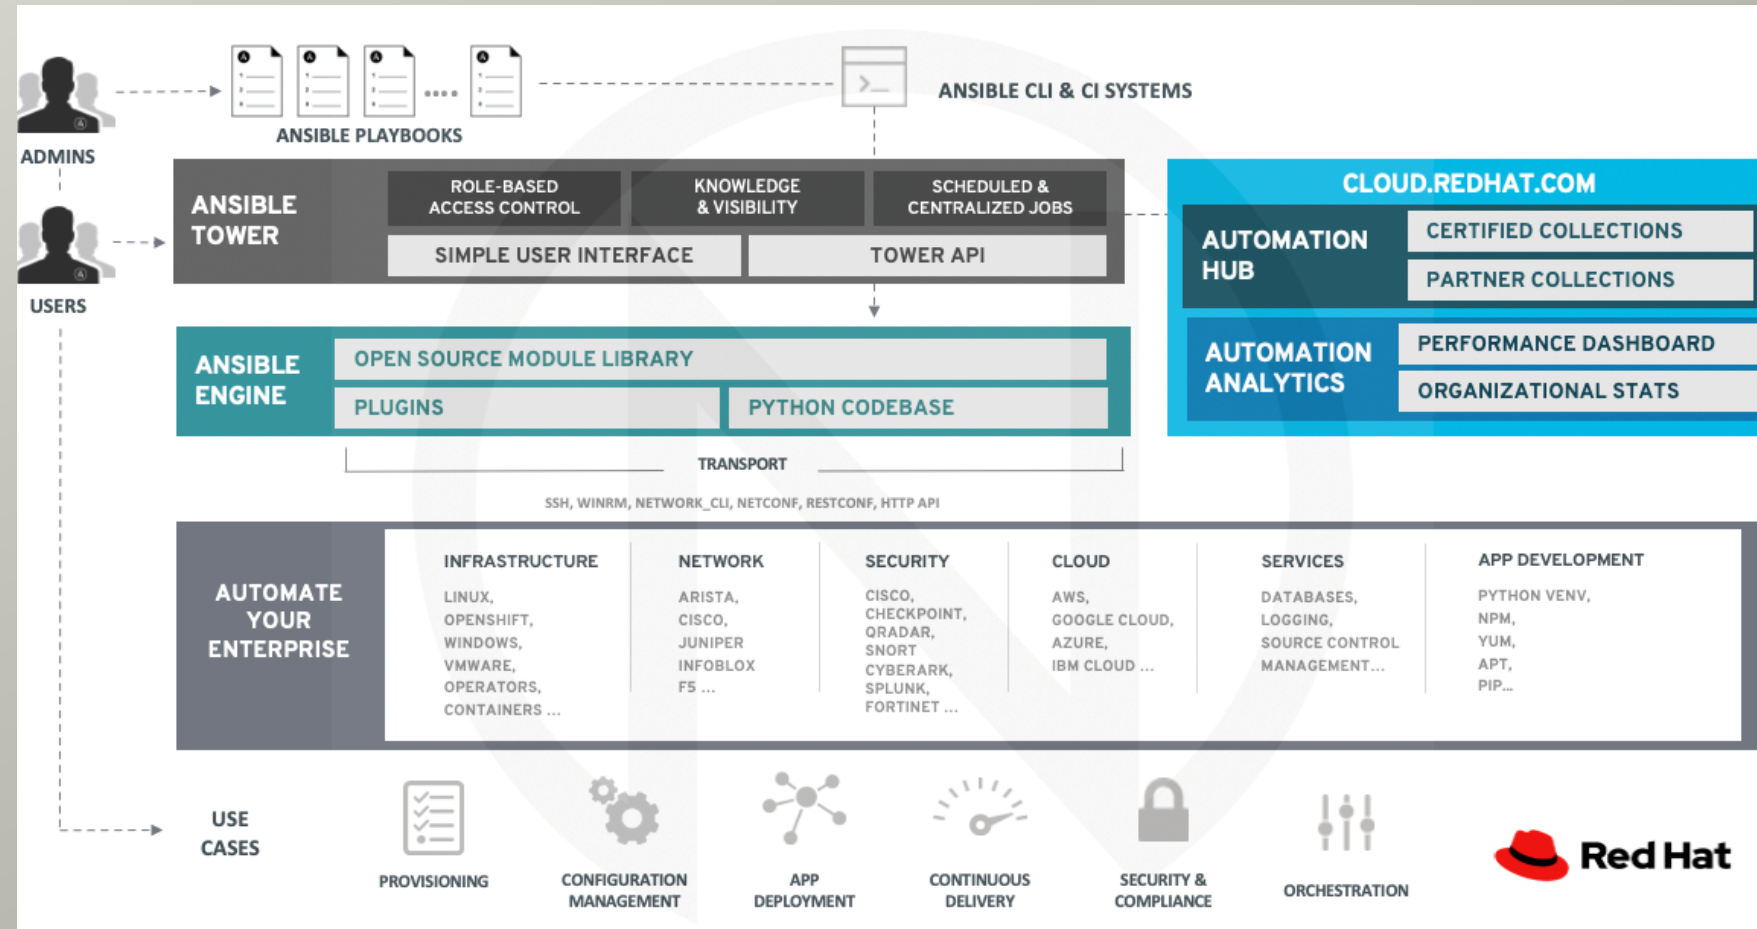 ADMINS
ANSIBLE PLAYBOOKS
ANSIBLE CLI & CI SYSTEMS
USERS
ANSIBLE
TOWER
ROLE-BASED
ACCESS CONTROL
KNOWLEDGE
& VISIBILITY
SCHEDULED &
CENTRALIZED JOBS
SIMPLE USER INTERFACE
TOWER API
CLOUD.REDHAT.COM
AUTOMATION
HUB
CERTIFIED COLLECTIONS
PARTNER COLLECTIONS
AUTOMATION
ANALYTICS
PERFORMANCE DASHBOARD
ORGANIZATIONAL STATS
ANSIBLE
ENGINE
OPEN SOURCE MODULE LIBRARY
PLUGINS
PYTHON CODEBASE
TRANSPORT
SSH, WINRM, NETWORK_CLI, NETCONF, RESTCONF, HTTP API
AUTOMATE
YOUR
ENTERPRISE
INFRASTRUCTURE
LINUX,
OPENSHIFT,
WINDOWS,
VMWARE,
OPERATORS,
CONTAINERS ...
NETWORK
ARISTA,
CISCO,
JUNIPER
INFOBLOX
F5 ...
SECURITY
CISCO,
CHECKPOINT,
QRADAR,
SNORT
CYBERARK,
SPLUNK,
FORTINET ...
CLOUD
AWS,
GOOGLE CLOUD,
AZURE,
IBM CLOUD ...
SERVICES
DATABASES,
LOGGING,
SOURCE CONTROL
MANAGEMENT...
APP DEVELOPMENT
PYTHON VENV,
NPM,
YUM,
APT,
PIP...
USE
CASES
PROVISIONING
CONFIGURATION
MANAGEMENT
APP
DEPLOYMENT
CONTINUOUS
DELIVERY
SECURITY &
COMPLIANCE
ORCHESTRATION
Red Hat